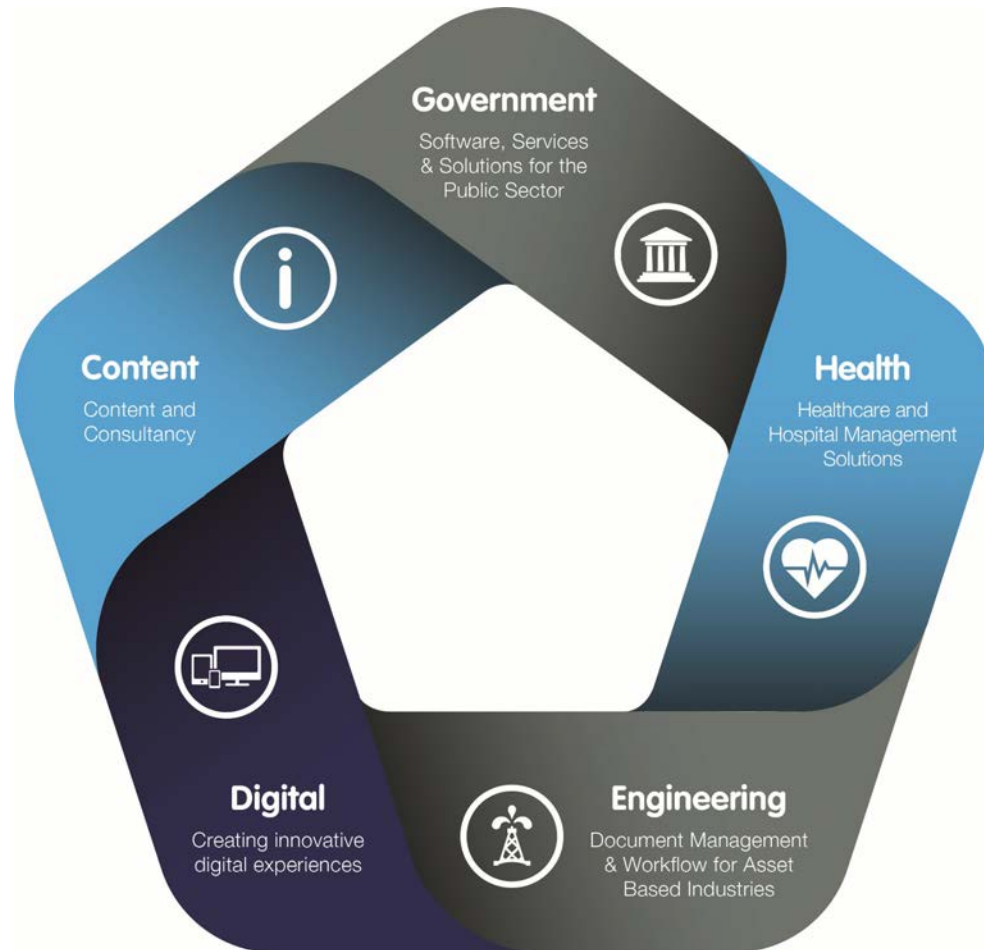 Government
Software, Services
& Solutions for the
Public Sector
Content
Content and
Consultancy
Health
Healthcare and
Hospital Management
Solutions
Digital
Creating innovative
digital experiences
Engineering
Document Management
& Workflow for Asset
Based Industries